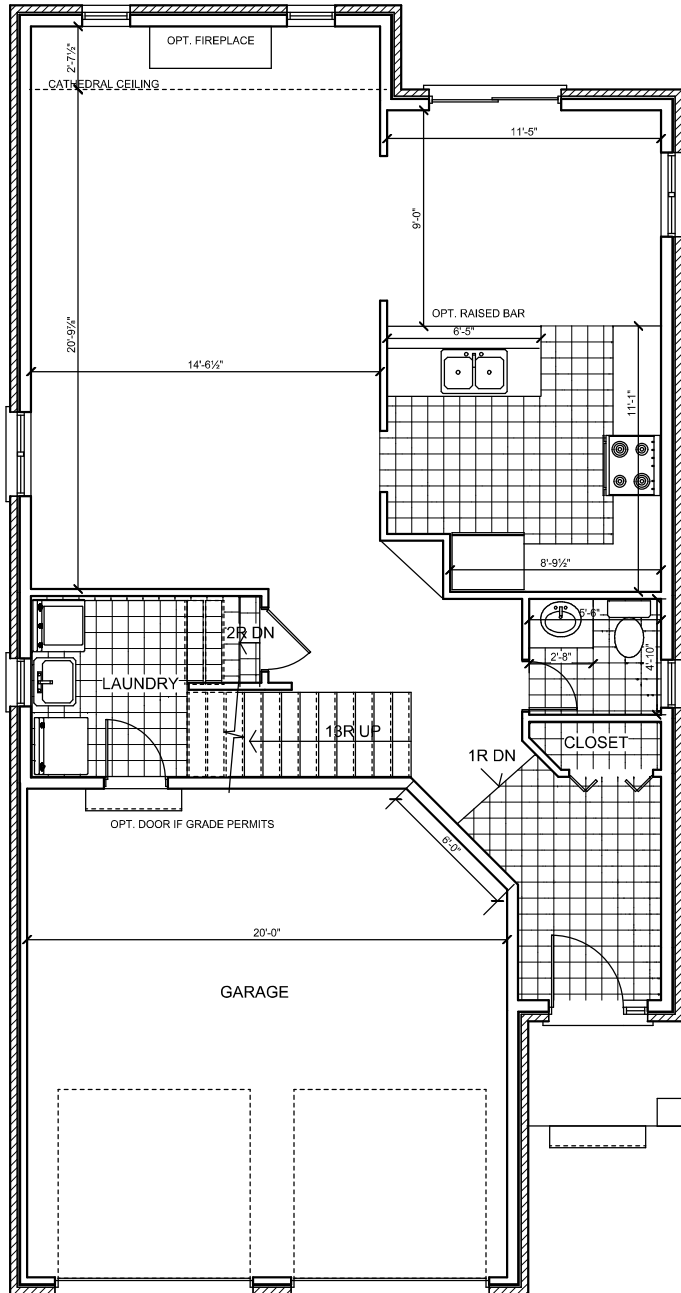 OPT. FIREPLACE
2'-7½"
CATHEDRAL CEILING
11'-5"
9'-0"
20'-9⅞"
OPT. RAISED BAR
6'-5"
14'-6½"
11'-1"
8'-9½"
5'-6"
2R DN
2'-8"
4'-10"
LAUNDRY
13R UP
CLOSET
1R DN
OPT. DOOR IF GRADE PERMITS
6'-0"
20'-0"
GARAGE